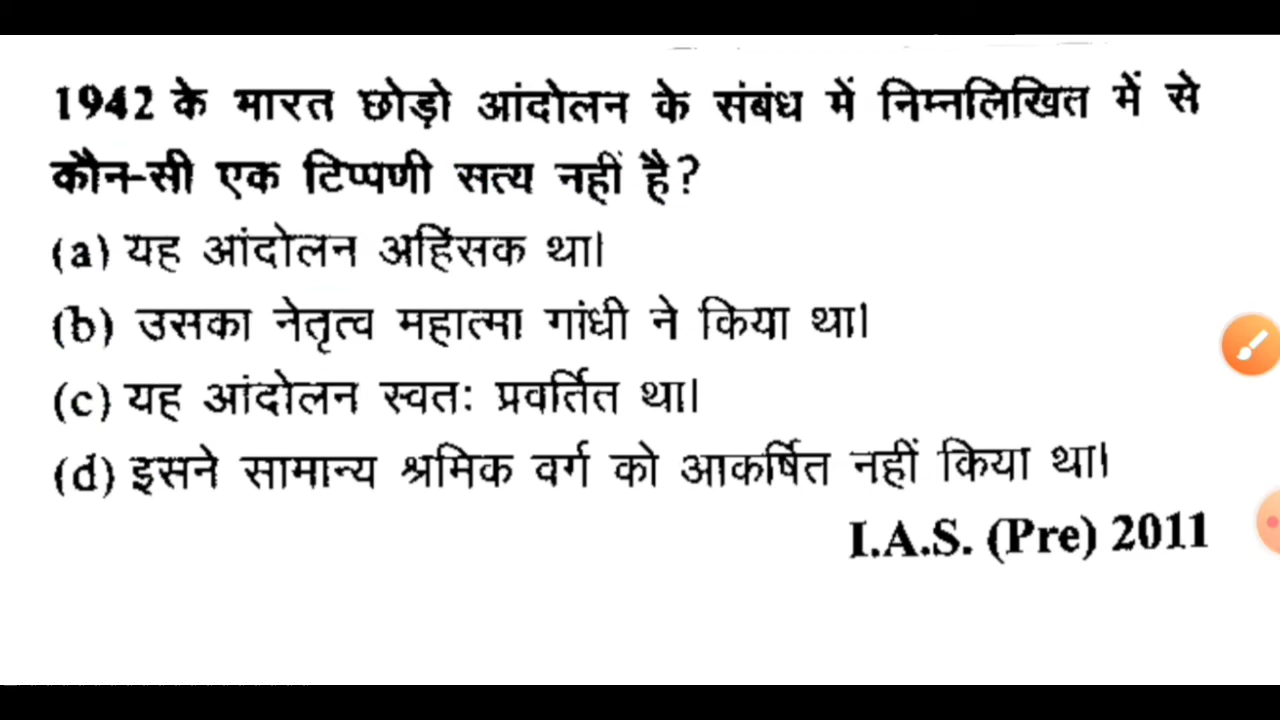 1942 के भारत छोड़ो आंदोलन के संबंध में निम्नलिखित में से
कौन-सी एक टिप्पणी सत्य नहीं है?
(a) यह आंदोलन अहिंसक था।
(b) उसका नेतृत्व महात्मा गांधी ने किया था।
(c) यह आंदोलन स्वतः प्रवर्तित था।
(d) इसने सामान्य श्रमिक वर्ग को आकर्षित नहीं किया था।
I.A.S. (Pre) 2011